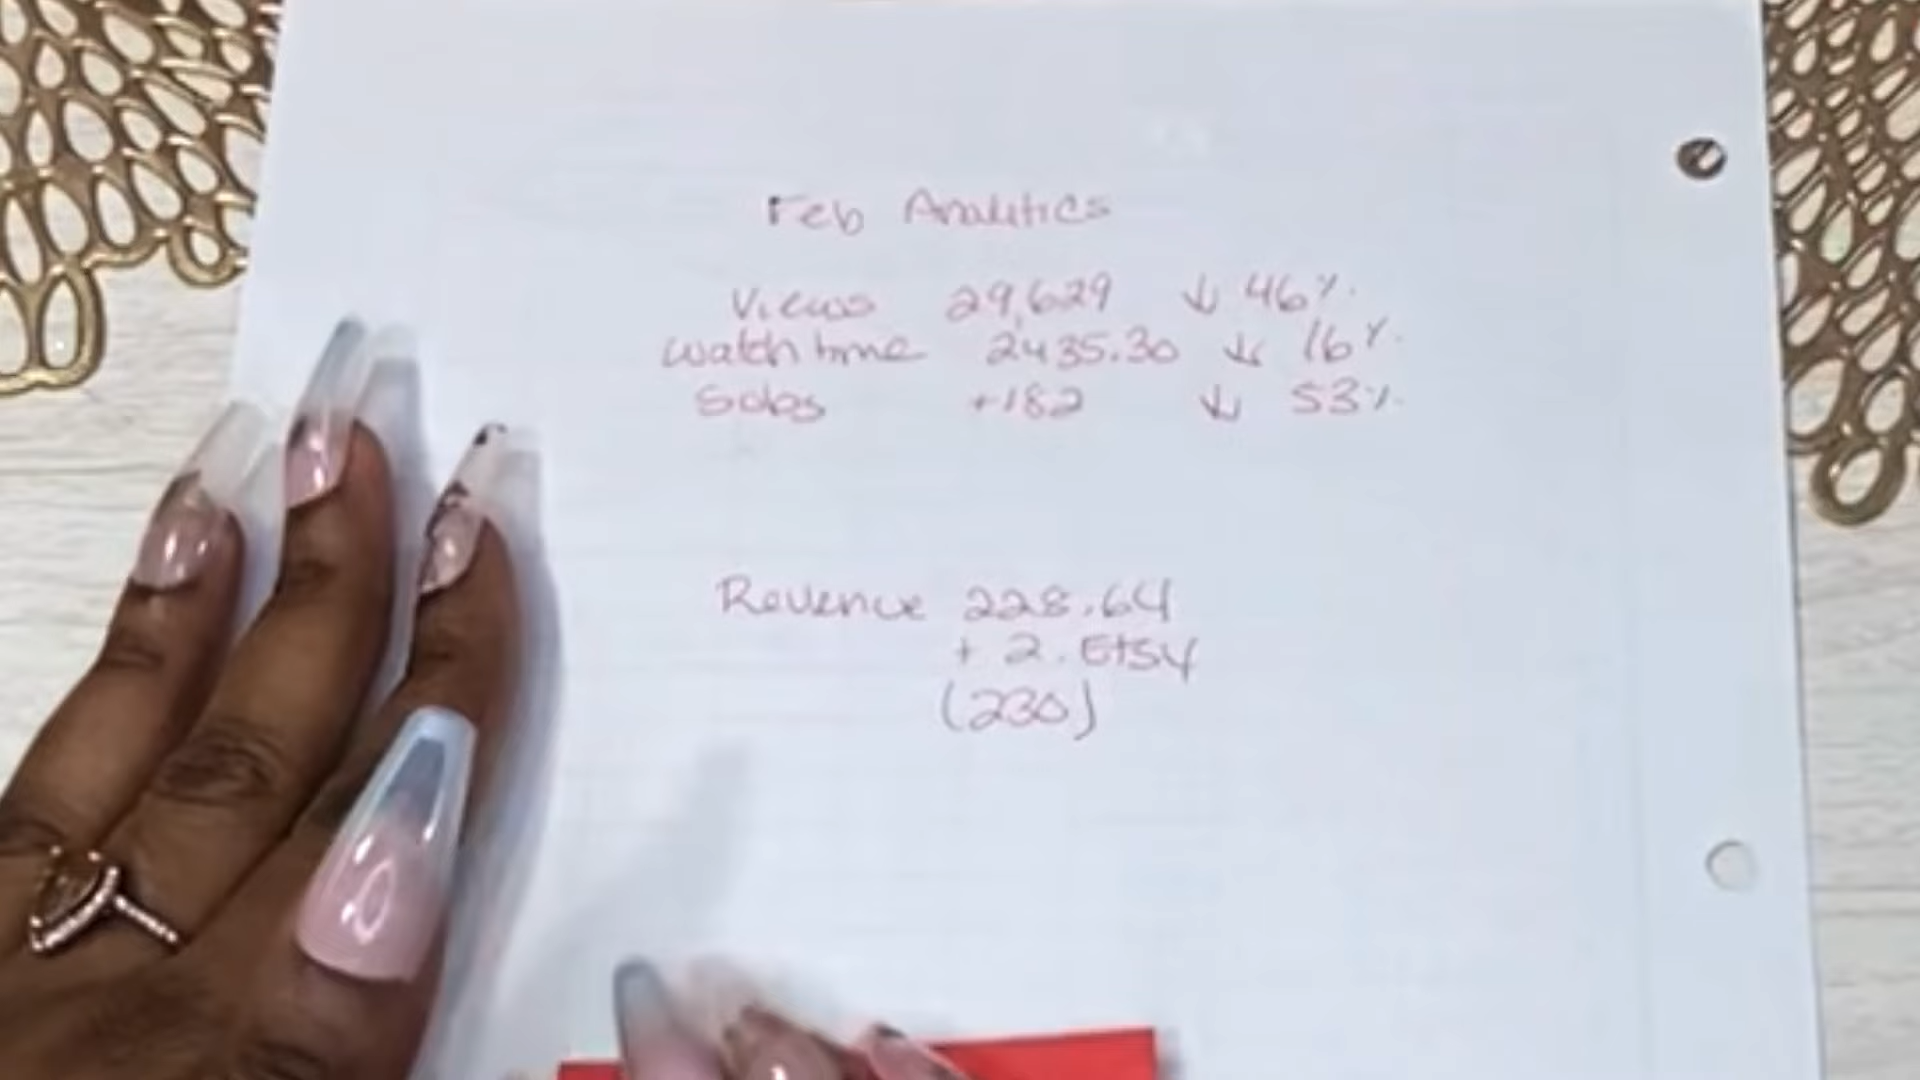 Feb Analitics
Views 29,629 ↓ 46%.
Watch time 2435.30 ↓ 16%.
Subs +182 ↓ 53%.
Revenue 228.64
+ 2. Etsy
(230)